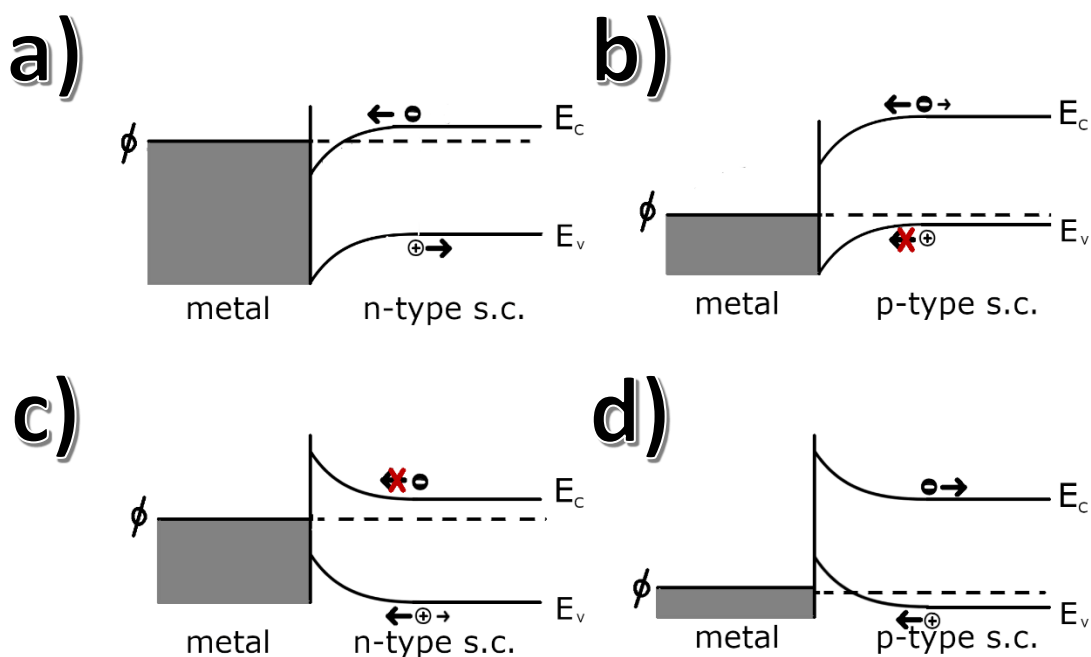 a)
b)
ϕ
E_c
E_v
metal
n-type s.c.
ϕ
E_c
E_v
metal
p-type s.c.
c)
d)
ϕ
E_c
E_v
metal
n-type s.c.
ϕ
E_c
E_v
metal
p-type s.c.